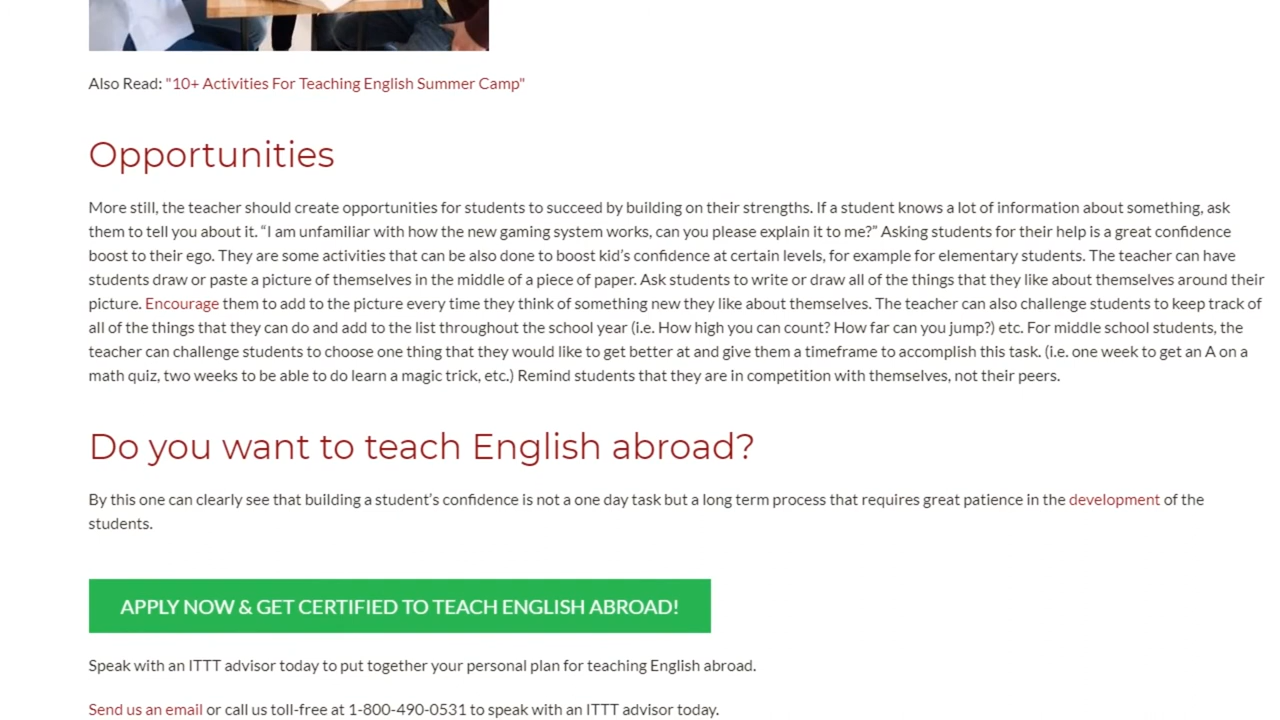 Also Read: "10+ Activities For Teaching English Summer Camp"
Opportunities
More still, the teacher should create opportunities for students to succeed by building on their strengths. If a student knows a lot of information about something, ask
them to tell you about it. “I am unfamiliar with how the new gaming system works, can you please explain it to me?” Asking students for their help is a great confidence
boost to their ego. They are some activities that can be also done to boost kid’s confidence at certain levels, for example for elementary students. The teacher can have
students draw or paste a picture of themselves in the middle of a piece of paper. Ask students to write or draw all of the things that they like about themselves around their
picture. Encourage them to add to the picture every time they think of something new they like about themselves. The teacher can also challenge students to keep track of
all of the things that they can do and add to the list throughout the school year (i.e. How high you can count? How far can you jump?) etc. For middle school students, the
teacher can challenge students to choose one thing that they would like to get better at and give them a timeframe to accomplish this task. (i.e. one week to get an A on a
math quiz, two weeks to be able to do learn a magic trick, etc.) Remind students that they are in competition with themselves, not their peers.
Do you want to teach English abroad?
By this one can clearly see that building a student’s confidence is not a one day task but a long term process that requires great patience in the development of the
students.
APPLY NOW & GET CERTIFIED TO TEACH ENGLISH ABROAD!
Speak with an ITTT advisor today to put together your personal plan for teaching English abroad.
Send us an email or call us toll-free at 1-800-490-0531 to speak with an ITTT advisor today.